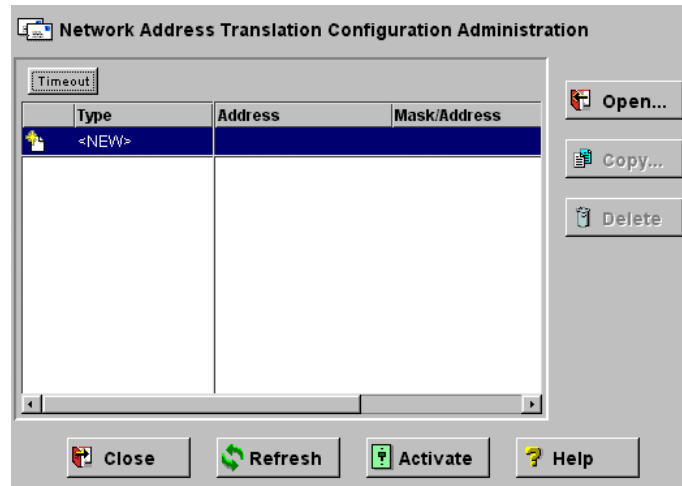 Network Address Translation Configuration Administration
Timeout
Type Address Mask/Address
<NEW>
Open...
Copy...
Delete
Close Refresh Activate Help